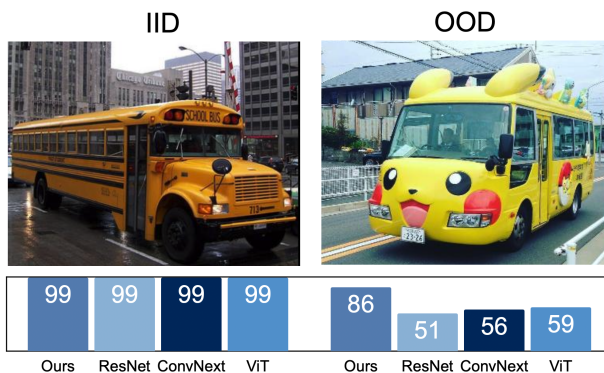 IID
OOD
SCHOOL BUS
713
99
99
99
99
86
51
56
59
Ours
ResNet
ConvNext
ViT
Ours
ResNet
ConvNext
ViT